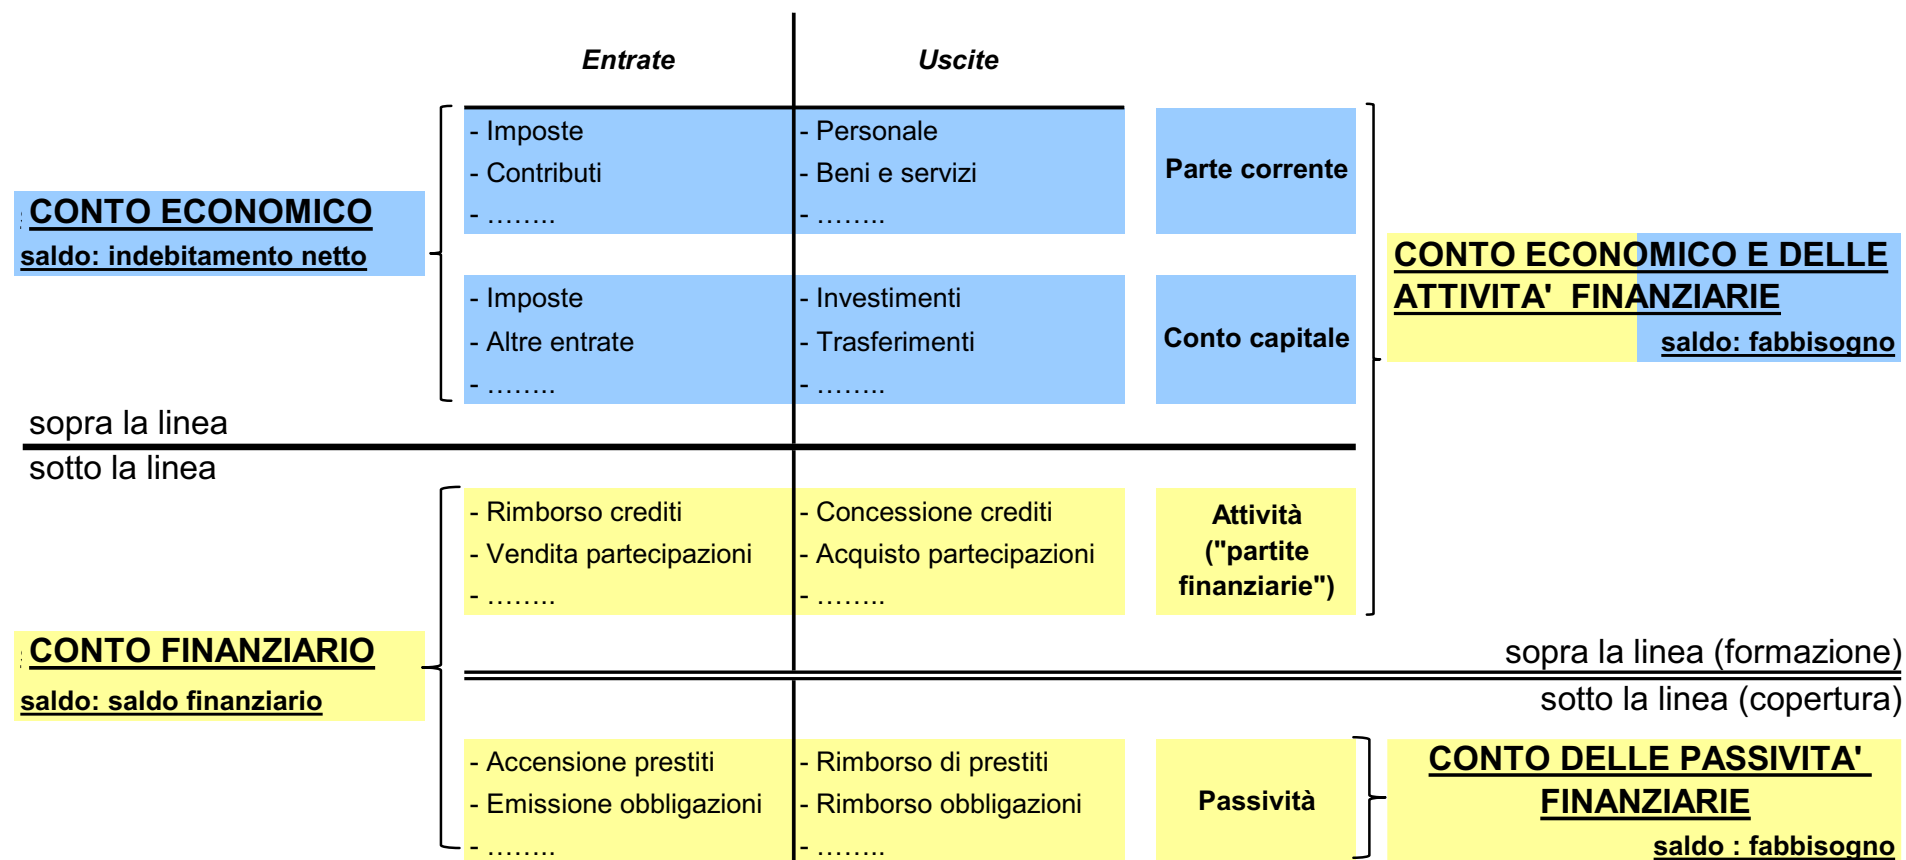 Entrate Uscite
- Imposte - Personale
- Contributi - Beni e servizi Parte corrente
- …….. - ……..
CONTO ECONOMICO
saldo: indebitamento netto
- Imposte - Investimenti
- Altre entrate - Trasferimenti Conto capitale
- …….. - ……..
CONTO ECONOMICO E DELLE
ATTIVITA' FINANZIARIE
saldo: fabbisogno
sopra la linea
sotto la linea
- Rimborso crediti - Concessione crediti
- Vendita partecipazioni - Acquisto partecipazioni
- …….. - ……..
Attività
("partite
finanziarie")
CONTO FINANZIARIO
saldo: saldo finanziario
sopra la linea (formazione)
sotto la linea (copertura)
- Accensione prestiti - Rimborso di prestiti
- Emissione obbligazioni - Rimborso obbligazioni Passività
- …….. - ……..
CONTO DELLE PASSIVITA'
FINANZIARIE
saldo : fabbisogno